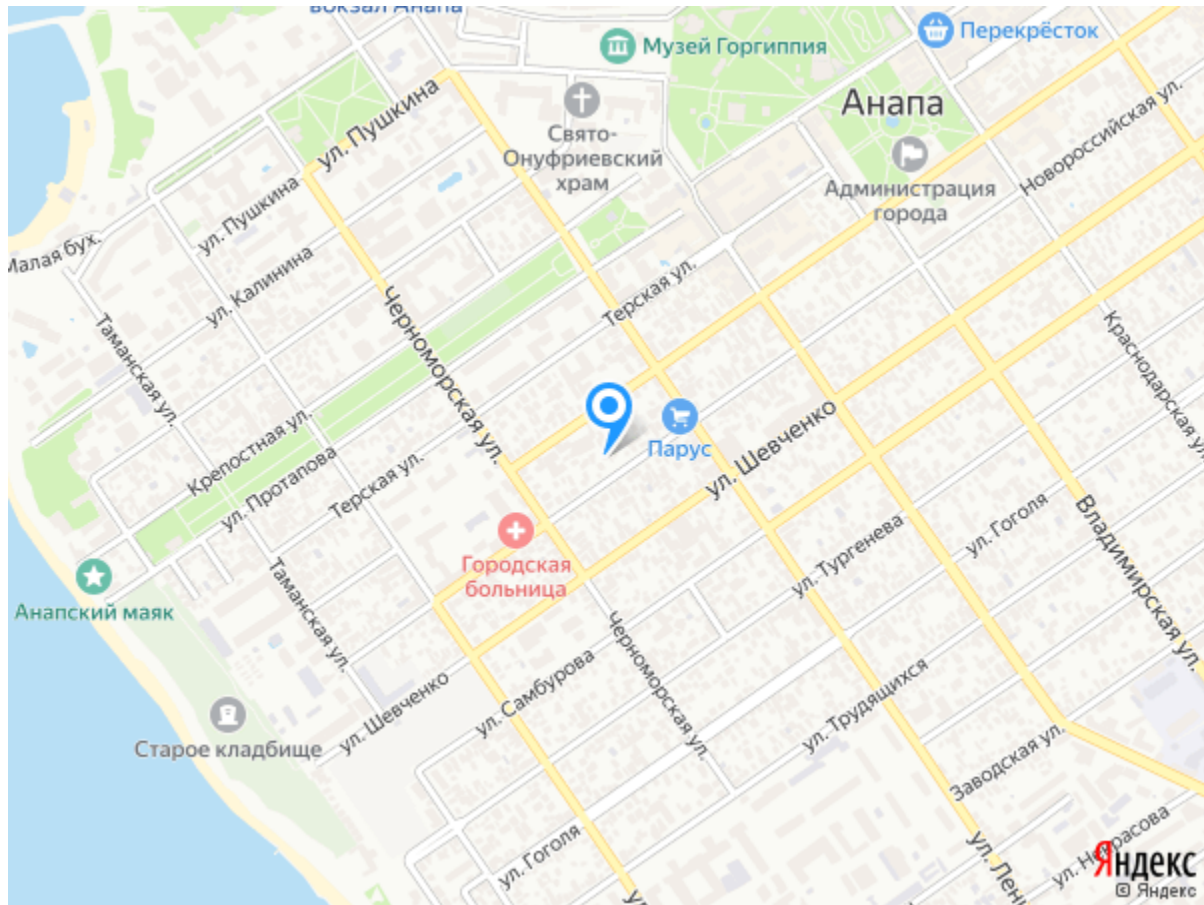 вокзал Анапа
Музей Горгиппия
Перекрёсток
ул. Пушкина
Свято-
Онуфриевский
храм
Анапа
Администрация
города
Новороссийская ул.
ул. Пушкина
Малая бух.
ул. Калинина
Терская ул.
Таманская ул.
Черноморская ул.
Краснодарская ул.
Крепостная ул.
ул. Протапова
Терская ул.
Парус
ул. Шевченко
Городская
больница
ул. Тургенева
ул. Гоголя
Владимирская ул.
Анапский маяк
Таманская ул.
Черноморская ул.
ул. Самбурова
ул. Шевченко
ул. Трудящихся
Старое кладбище
Заводская ул.
ул. Гоголя
ул. Лен
ул. Некрасова
Яндекс
© Яндекс